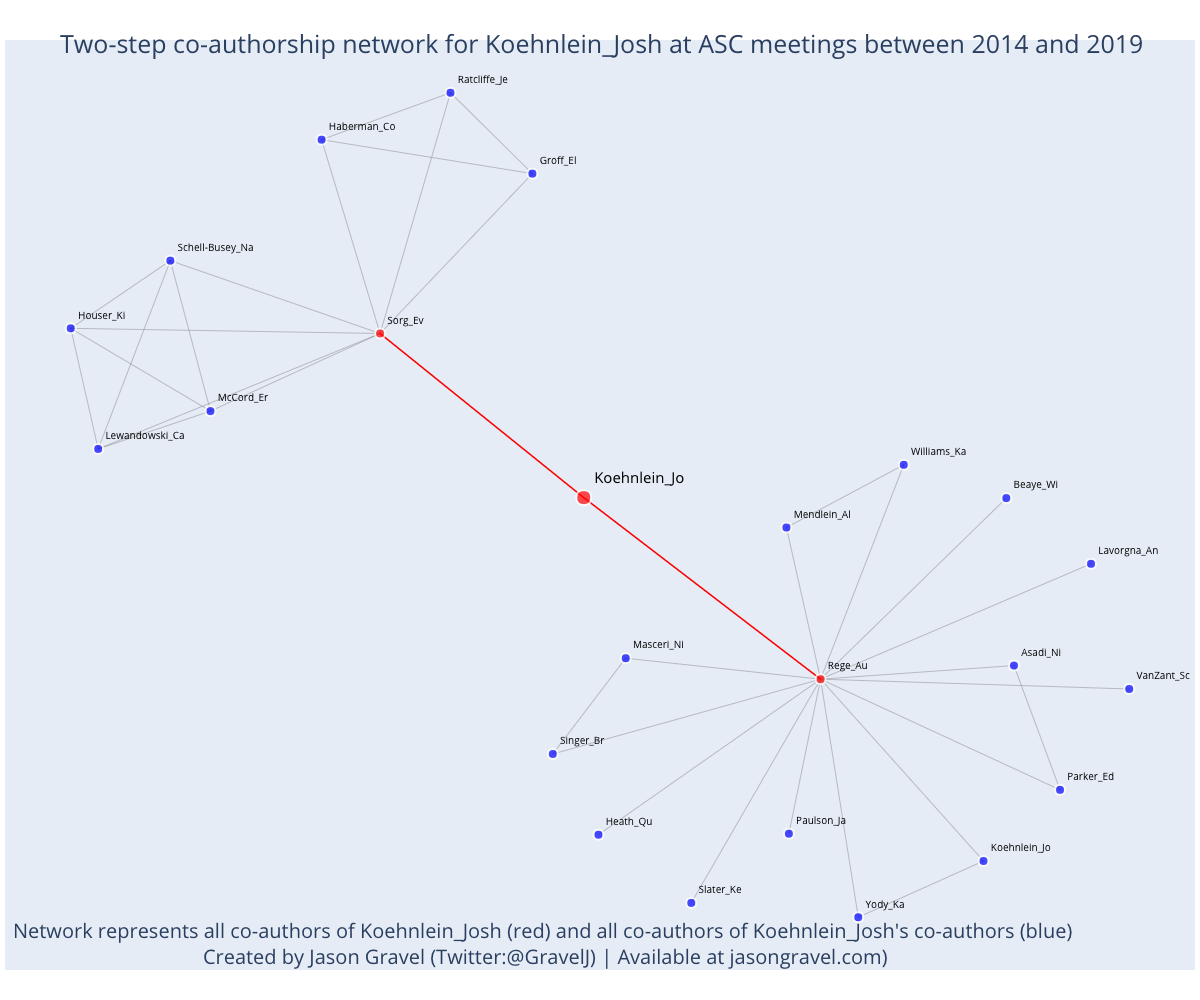 Two-step co-authorship network for Koehnlein_Josh at ASC meetings between 2014 and 2019
Ratcliffe_Je
Haberman_Co
Groff_El
Schell-Busey_Na
Houser_Ki
Sorg_Ev
McCord_Er
Lewandowski_Ca
Williams_Ka
Koehnlein_Jo
Beaye_Wi
Mendlein_Al
Lavorgna_An
Masceri_Ni
Asadi_Ni
Rege_Au
VanZant_Sc
Singer_Br
Parker_Ed
Heath_Qu
Paulson_Ja
Koehnlein_Jo
Slater_Ke
Yody_Ka
Network represents all co-authors of Koehnlein_Josh (red) and all co-authors of Koehnlein_Josh's co-authors (blue)
Created by Jason Gravel (Twitter:@GravelJ) | Available at jasongravel.com)